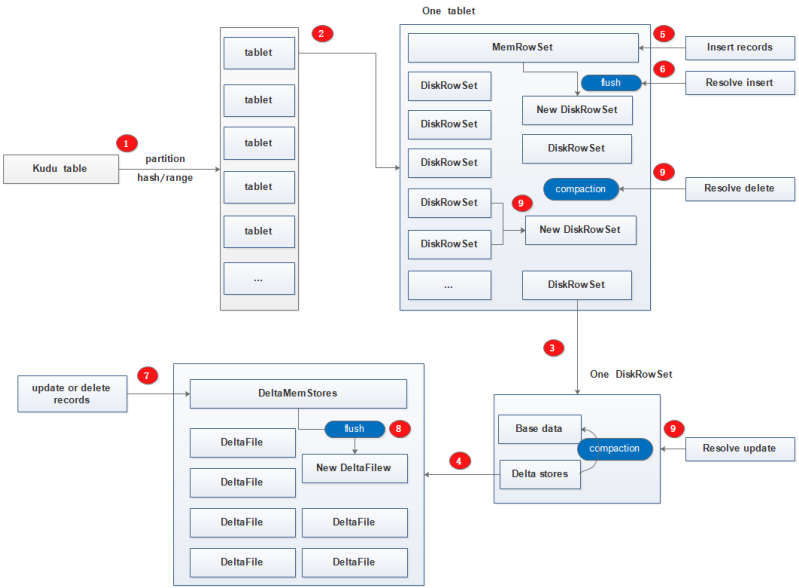 One tablet
MemRowSet
5
Insert records
tablet
2
6
flush
Resolve insert
DiskRowSet
New DiskRowSet
tablet
DiskRowSet
1
partition
hash/range
Kudu table
tablet
DiskRowSet
DiskRowSet
tablet
9
compaction
Resolve delete
DiskRowSet
9
New DiskRowSet
tablet
DiskRowSet
...
...
DiskRowSet
3
One DiskRowSet
7
update or delete
records
DeltaMemStores
flush
8
Base data
9
compaction
Resolve update
DeltaFile
New DeltaFilew
4
Delta stores
DeltaFile
DeltaFile
DeltaFile
DeltaFile
DeltaFile